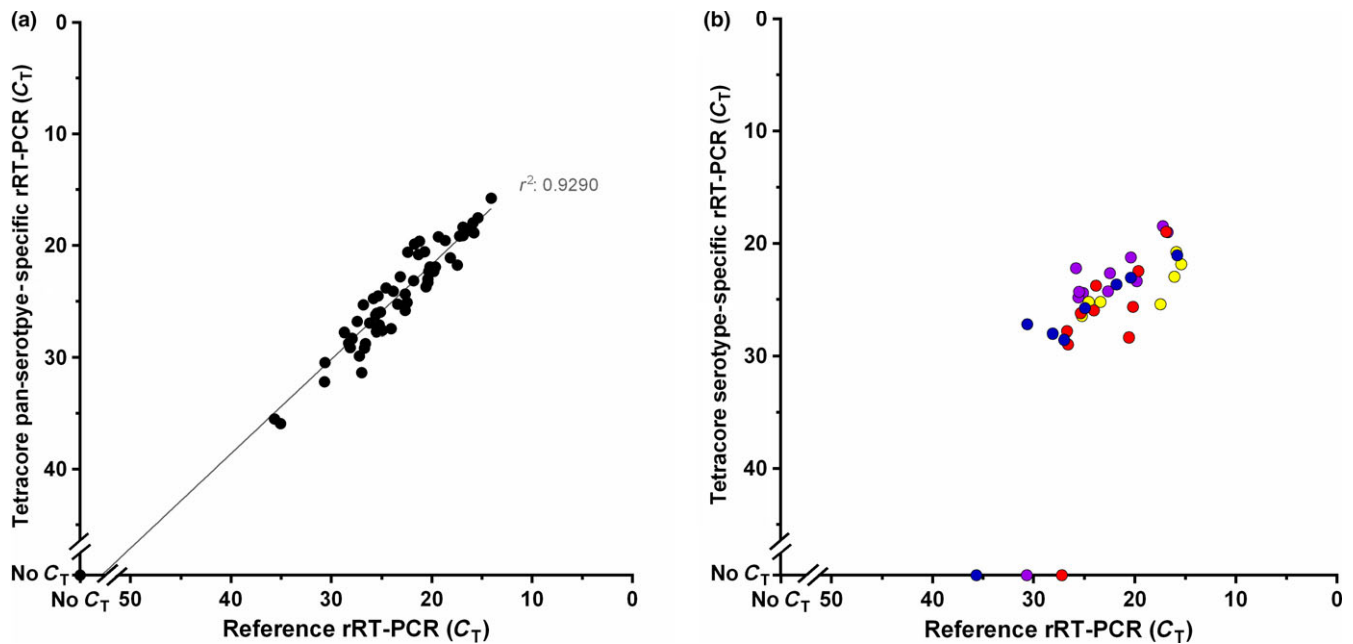 (a)
0
10
20
30
40
No CT
No CT
50
40
30
20
10
0
Tetracore pan-serotpye-specific rRT-PCR (CT)
Reference rRT-PCR (CT)
r2: 0.9290
(b)
0
10
20
30
40
No CT
No CT
50
40
30
20
10
0
Tetracore serotype-specific rRT-PCR (CT)
Reference rRT-PCR (CT)